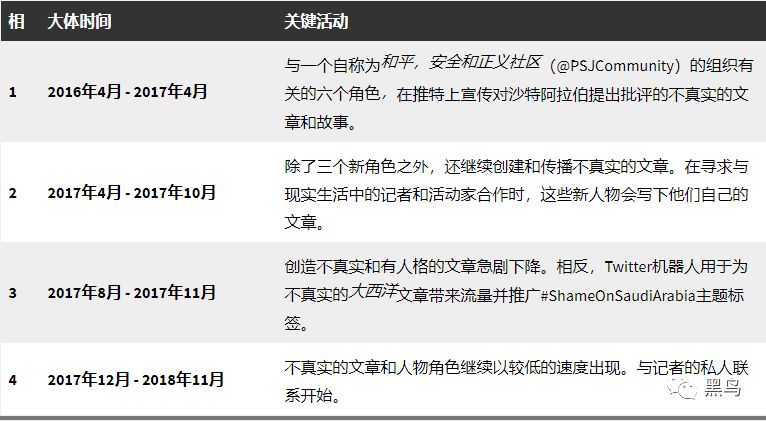 相 大体时间 关键活动
与一个自称为和平，安全和正义社区（@PSJCommunity）的组织有
1 2016年4月 - 2017年4月 关的六个角色，在推特上宣传对沙特阿拉伯提出批评的不真实的文
章和故事。
除了三个新角色之外，还继续创建和传播不真实的文章。在寻求与
2 2017年4月 - 2017年10月 现实生活中的记者和活动家合作时，这些新人物会写下他们自己的
文章。
创造不真实和有人格的文章急剧下降。相反，Twitter机器人用于为
3 2017年8月 - 2017年11月 不真实的大西洋文章带来流量并推广#ShameOnSaudiArabia主题标
签。
4 2017年12月 - 2018年11月 不真实的文章和人物角色继续以较低的速度出现。与记者的私人联
系开始。
黑鸟